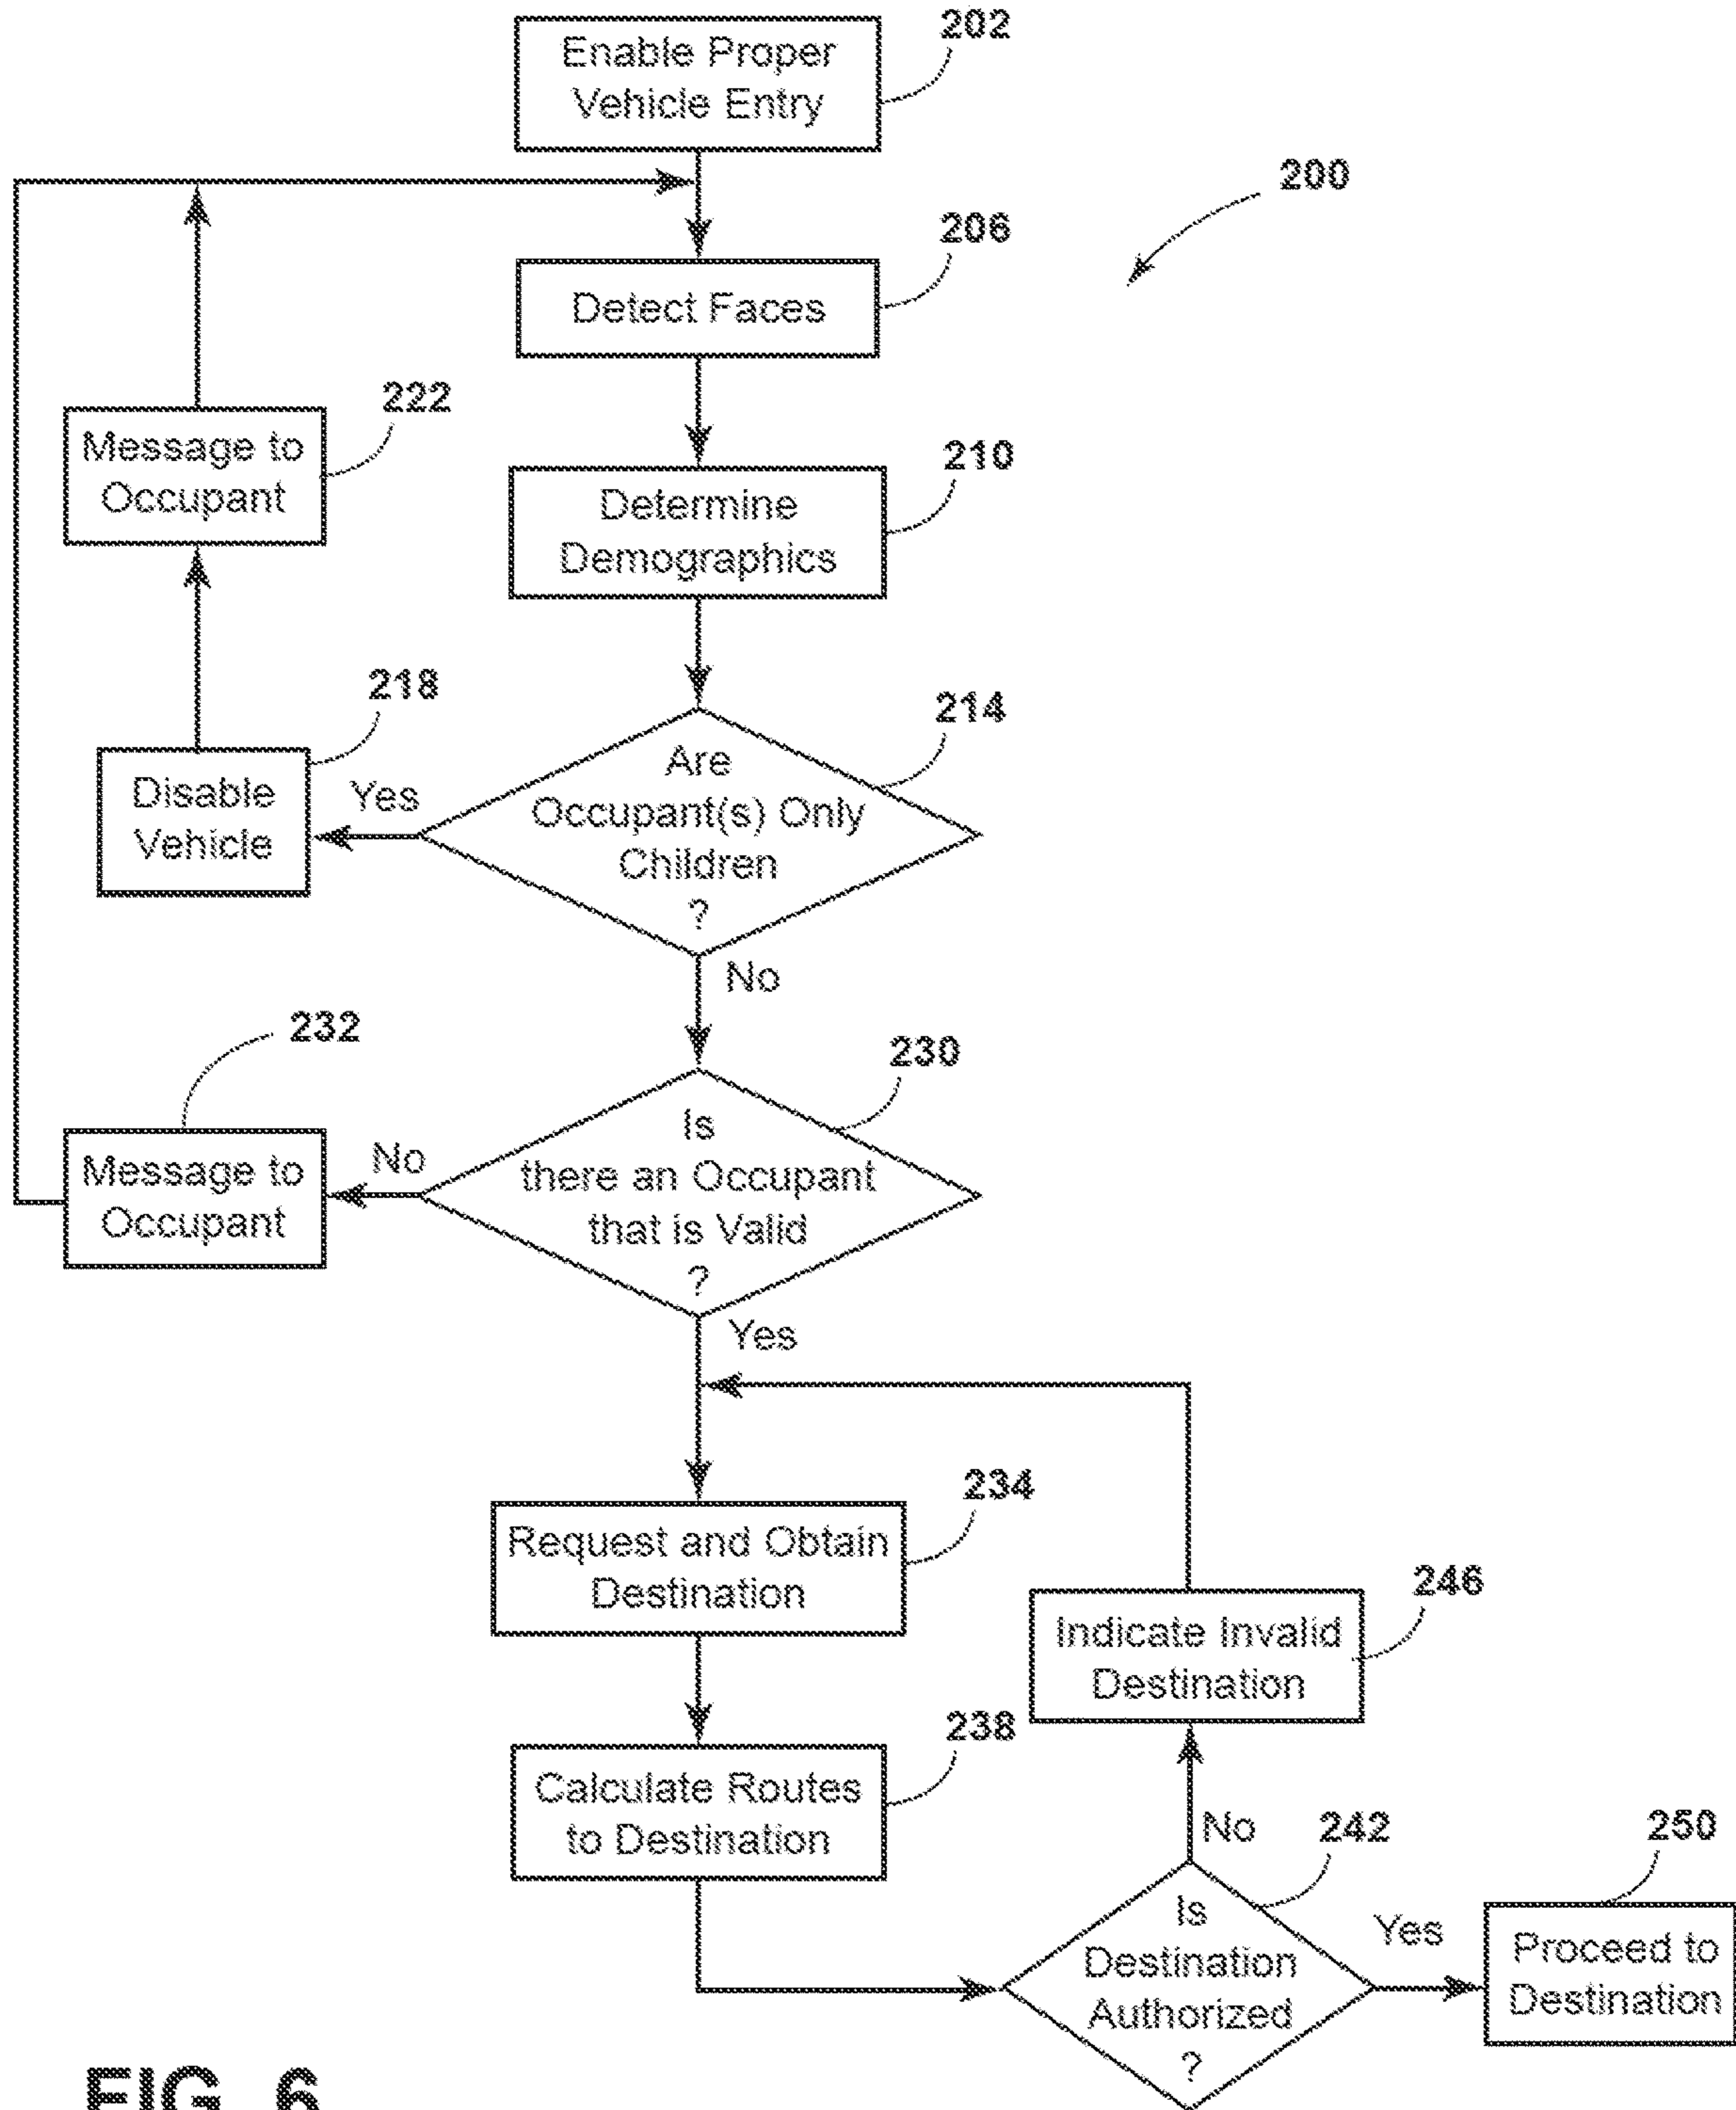 202
Enable Proper
Vehicle Entry
200
206
Detect Faces
222
Message to
Occupant
210
Determine
Demographics
218
Disable
Vehicle
Yes
214
Are
Occupant(s) Only
Children
?
No
232
Message to
Occupant
No
230
Is
there an Occupant
that is Valid
?
Yes
234
Request and Obtain
Destination
246
Indicate Invalid
Destination
238
Calculate Routes
to Destination
No
242
Is
Destination
Authorized
?
Yes
250
Proceed to
Destination
FIG. 6